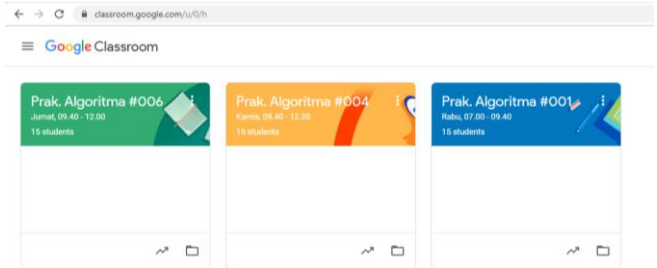 classroom.google.com/u/0/h
Google Classroom
Prak. Algoritma #006
Jumat, 09.40 - 12.00
15 students
Prak. Algoritma #004
Kamis, 09.40 - 12.20
15 students
Prak. Algoritma #001
Rabu, 07.00 - 09.40
15 students